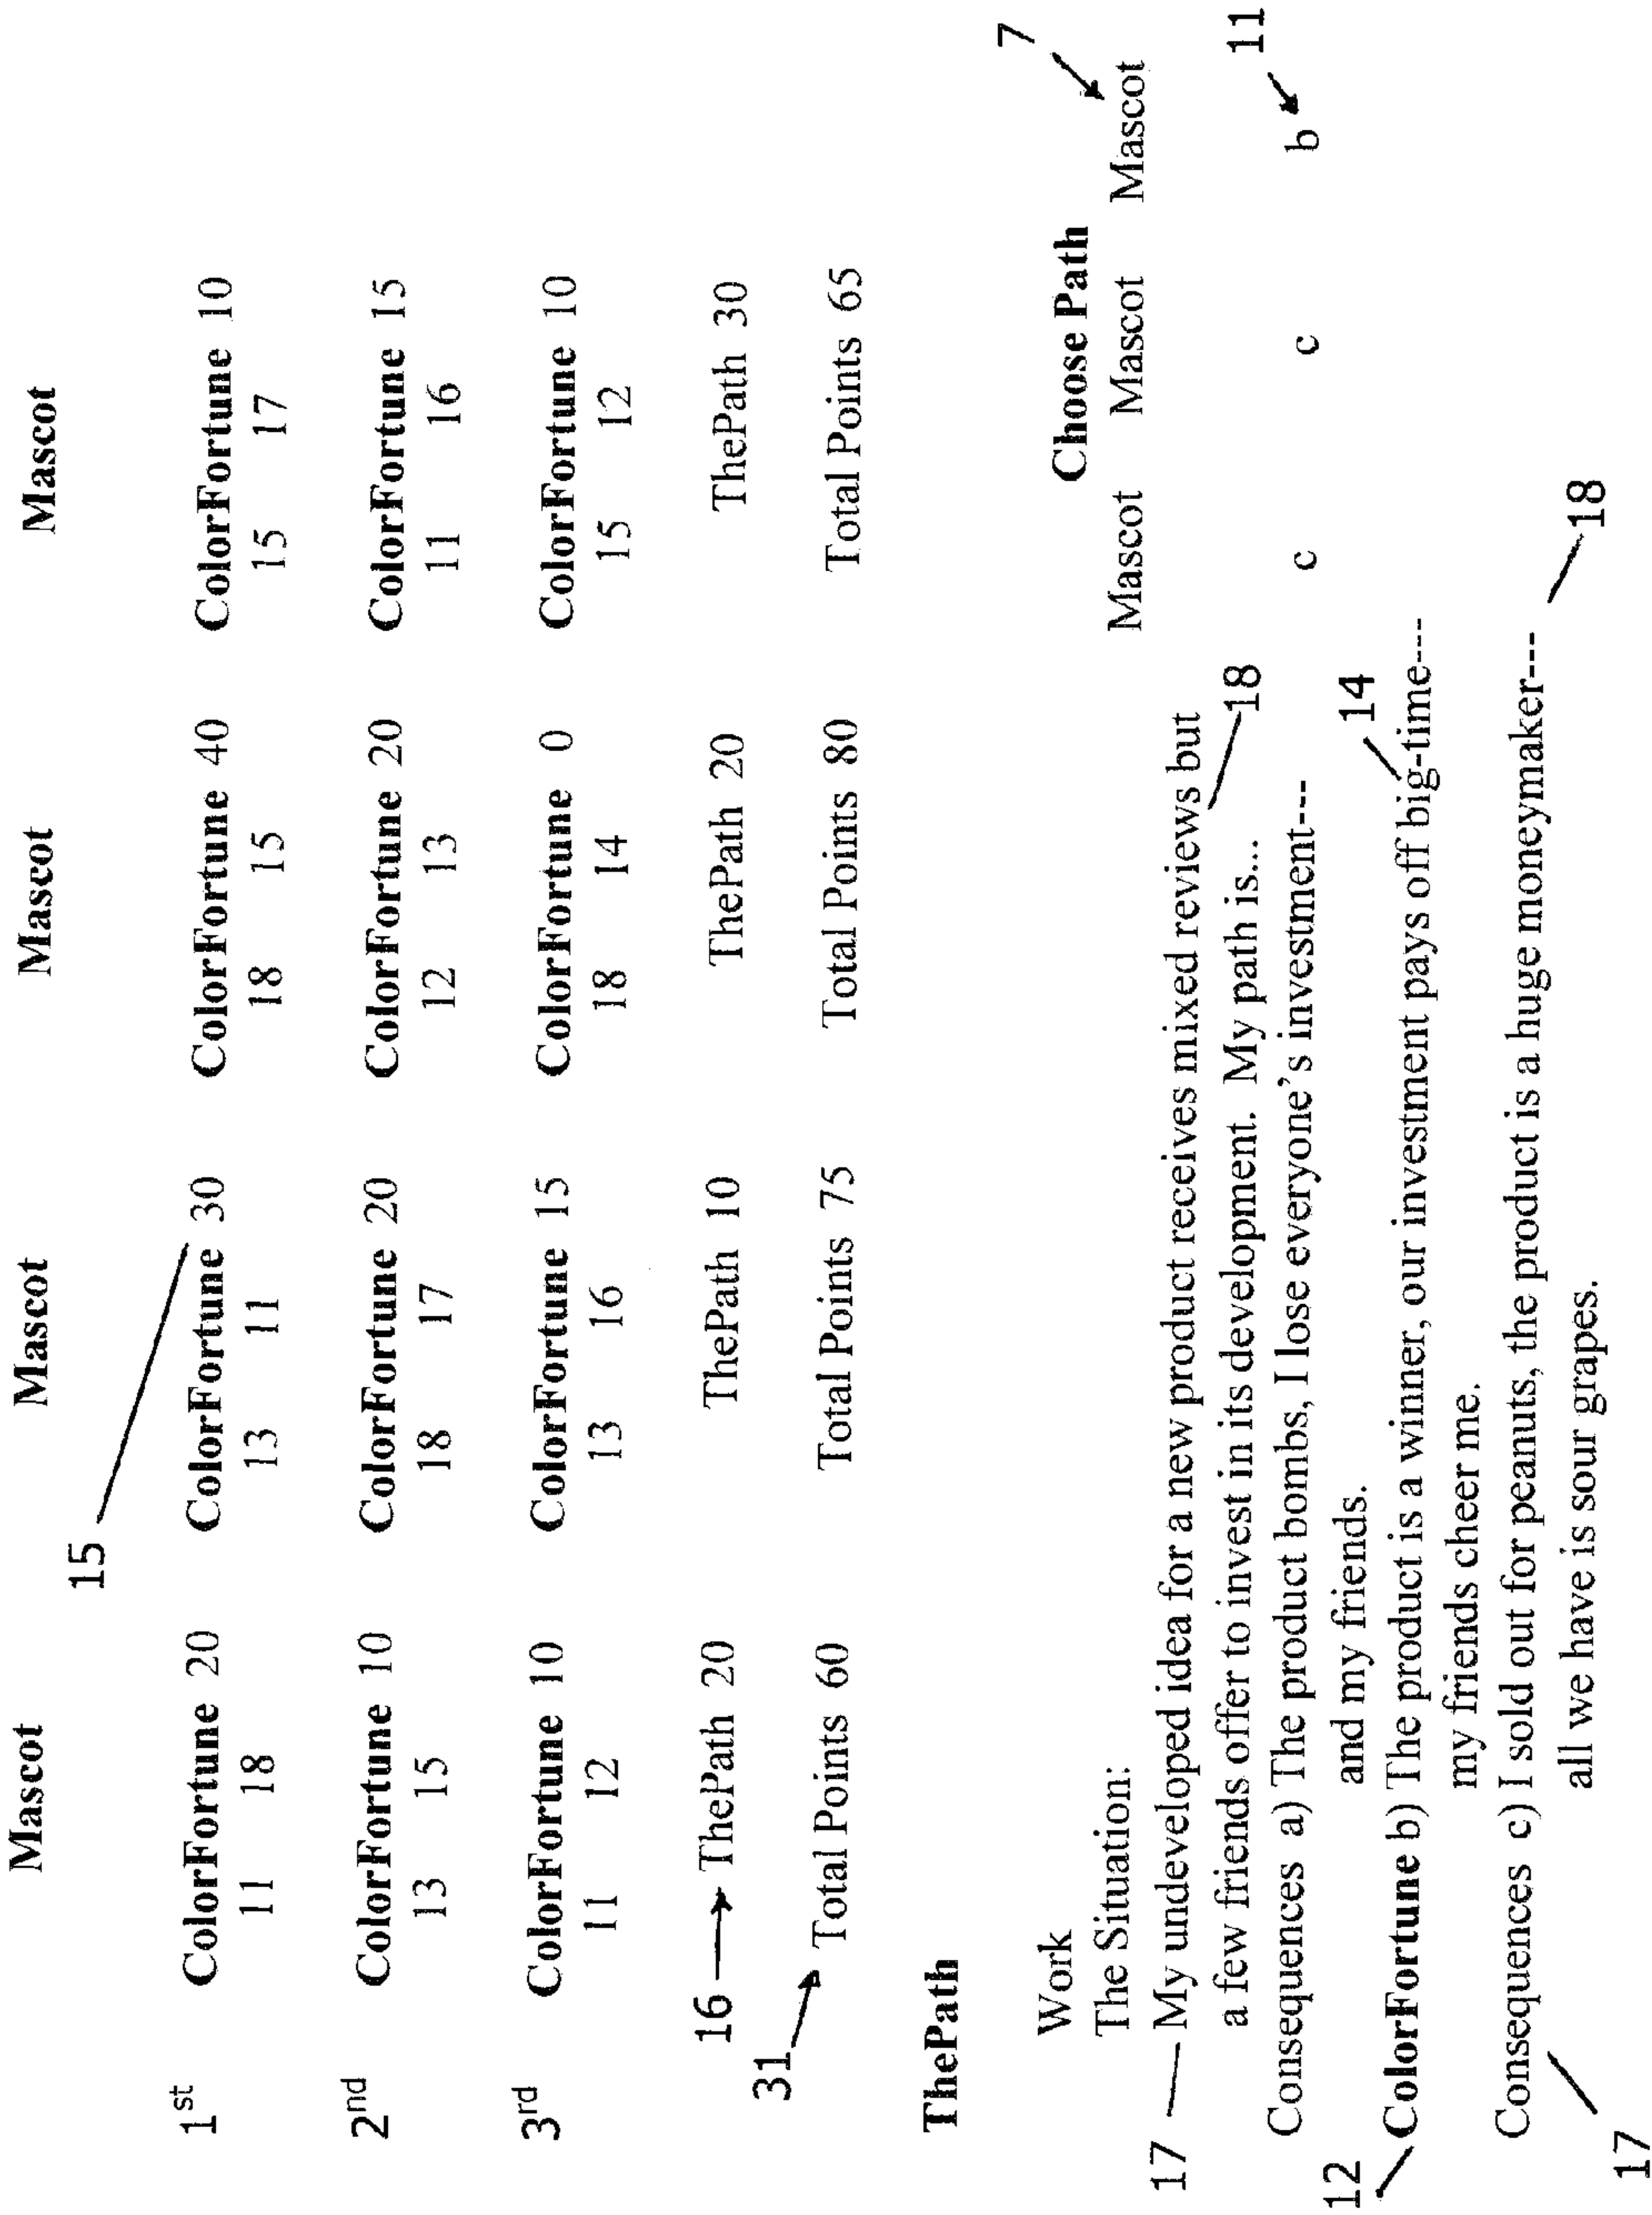 Mascot Mascot Mascot Mascot
15
1st ColorFortune 20 ColorFortune 30 ColorFortune 40 ColorFortune 10
11 18 13 11 18 15 15 17
2nd ColorFortune 10 ColorFortune 20 ColorFortune 20 ColorFortune 15
13 15 18 17 12 13 11 16
3rd ColorFortune 10 ColorFortune 15 ColorFortune 0 ColorFortune 10
11 12 13 16 18 14 15 12
16 ThePath 20 ThePath 10 ThePath 20 ThePath 30
31 Total Points 60 Total Points 75 Total Points 80 Total Points 65
ThePath
7
Work Choose Path
The Situation: Mascot Mascot Mascot
17 My undeveloped idea for a new product receives mixed reviews but
a few friends offer to invest in its development. My path is... 18 11
Consequences a) The product bombs, I lose everyone's investment--- c c b
and my friends. 14
12 ColorFortune b) The product is a winner, our investment pays off big-time----
my friends cheer me.
Consequences c) I sold out for peanuts, the product is a huge moneymaker---
all we have is sour grapes. 18
17